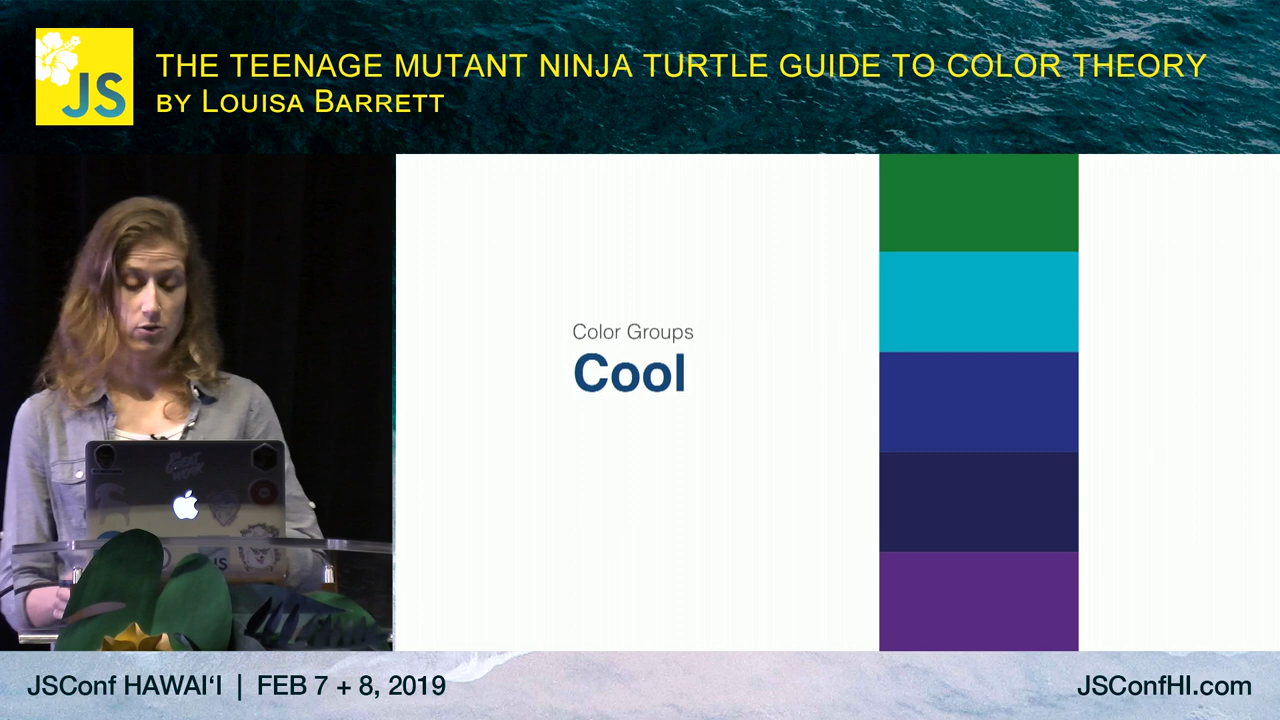 JS
THE TEENAGE MUTANT NINJA TURTLE GUIDE TO COLOR THEORY
BY LOUISA BARRETT
Color Groups
Cool
JSConf HAWAIʻI | FEB 7 + 8, 2019
JSConfHI.com